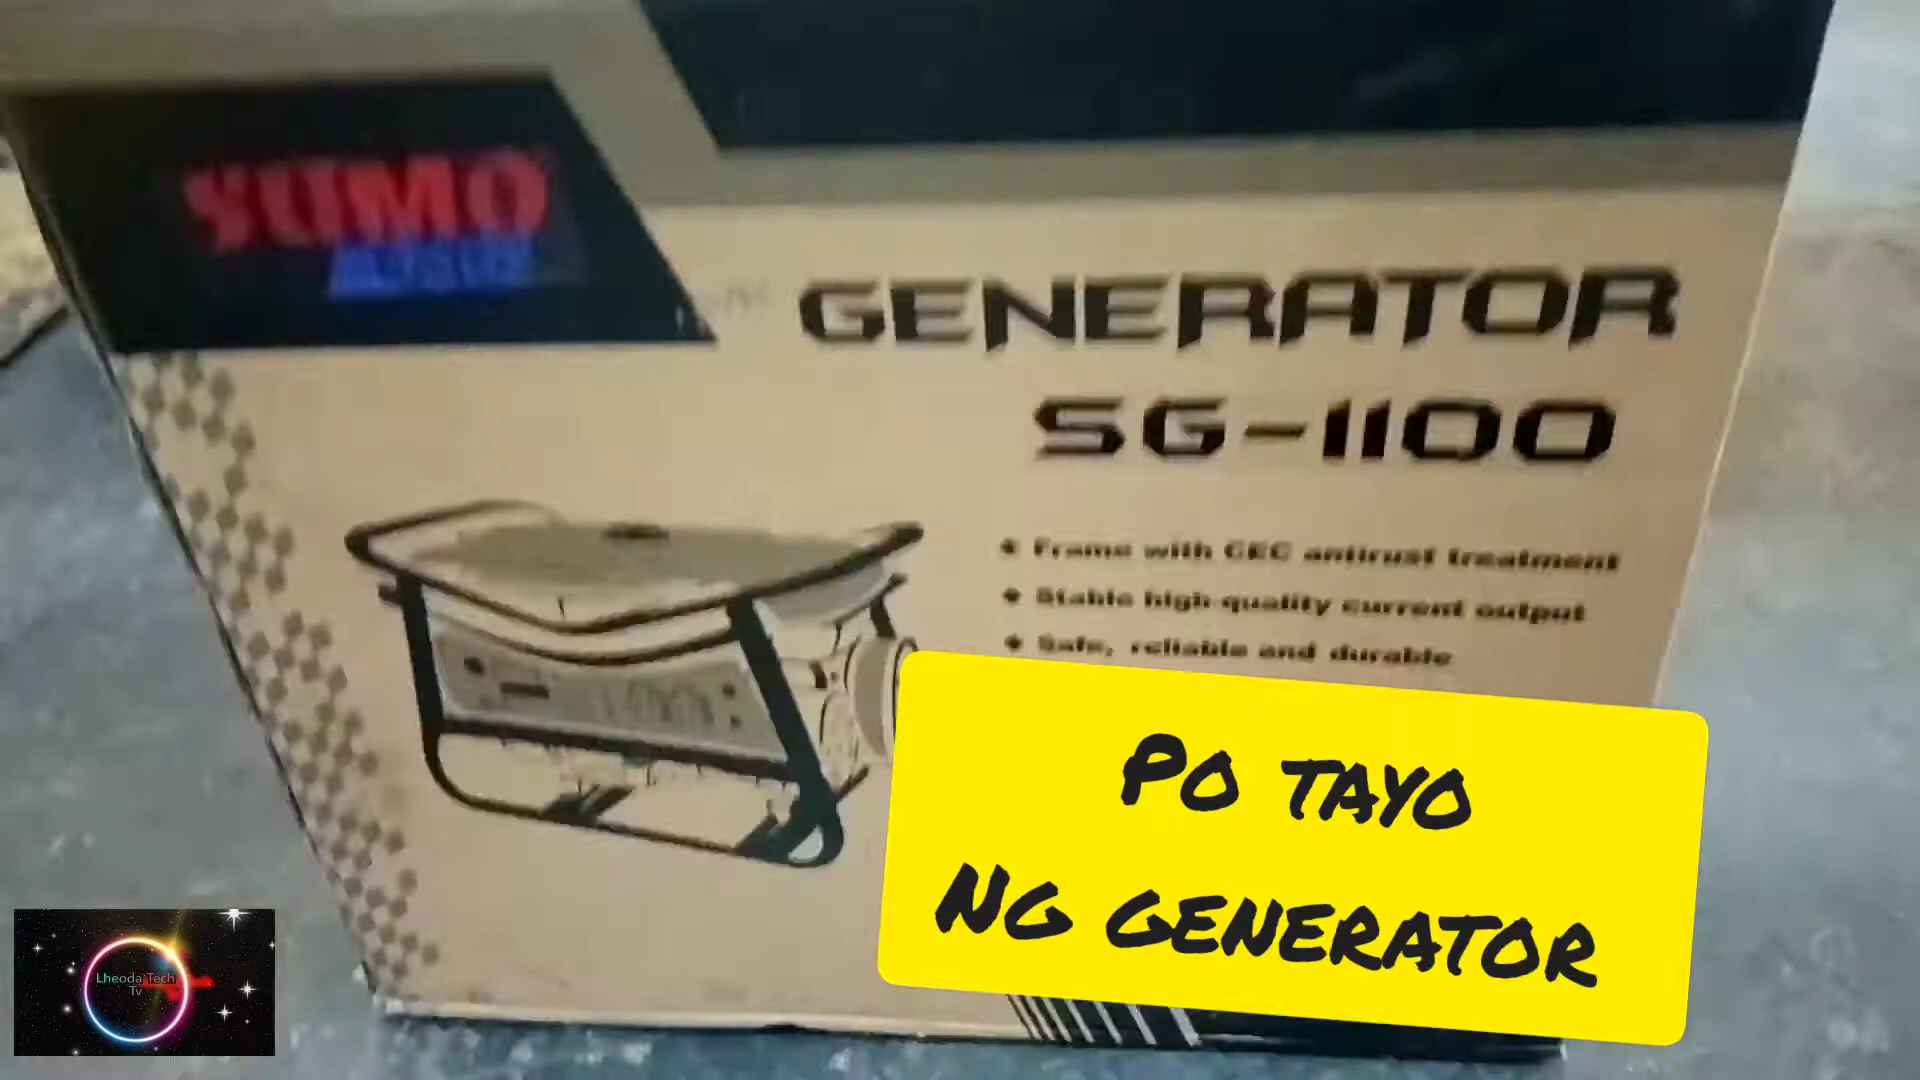 GENERATOR
SG-1100
Frame with CEC antirust treatment
Stable high quality current output
Safe, reliable and durable
PO TAYO
NG GENERATOR
Lheoda Tech
Tv